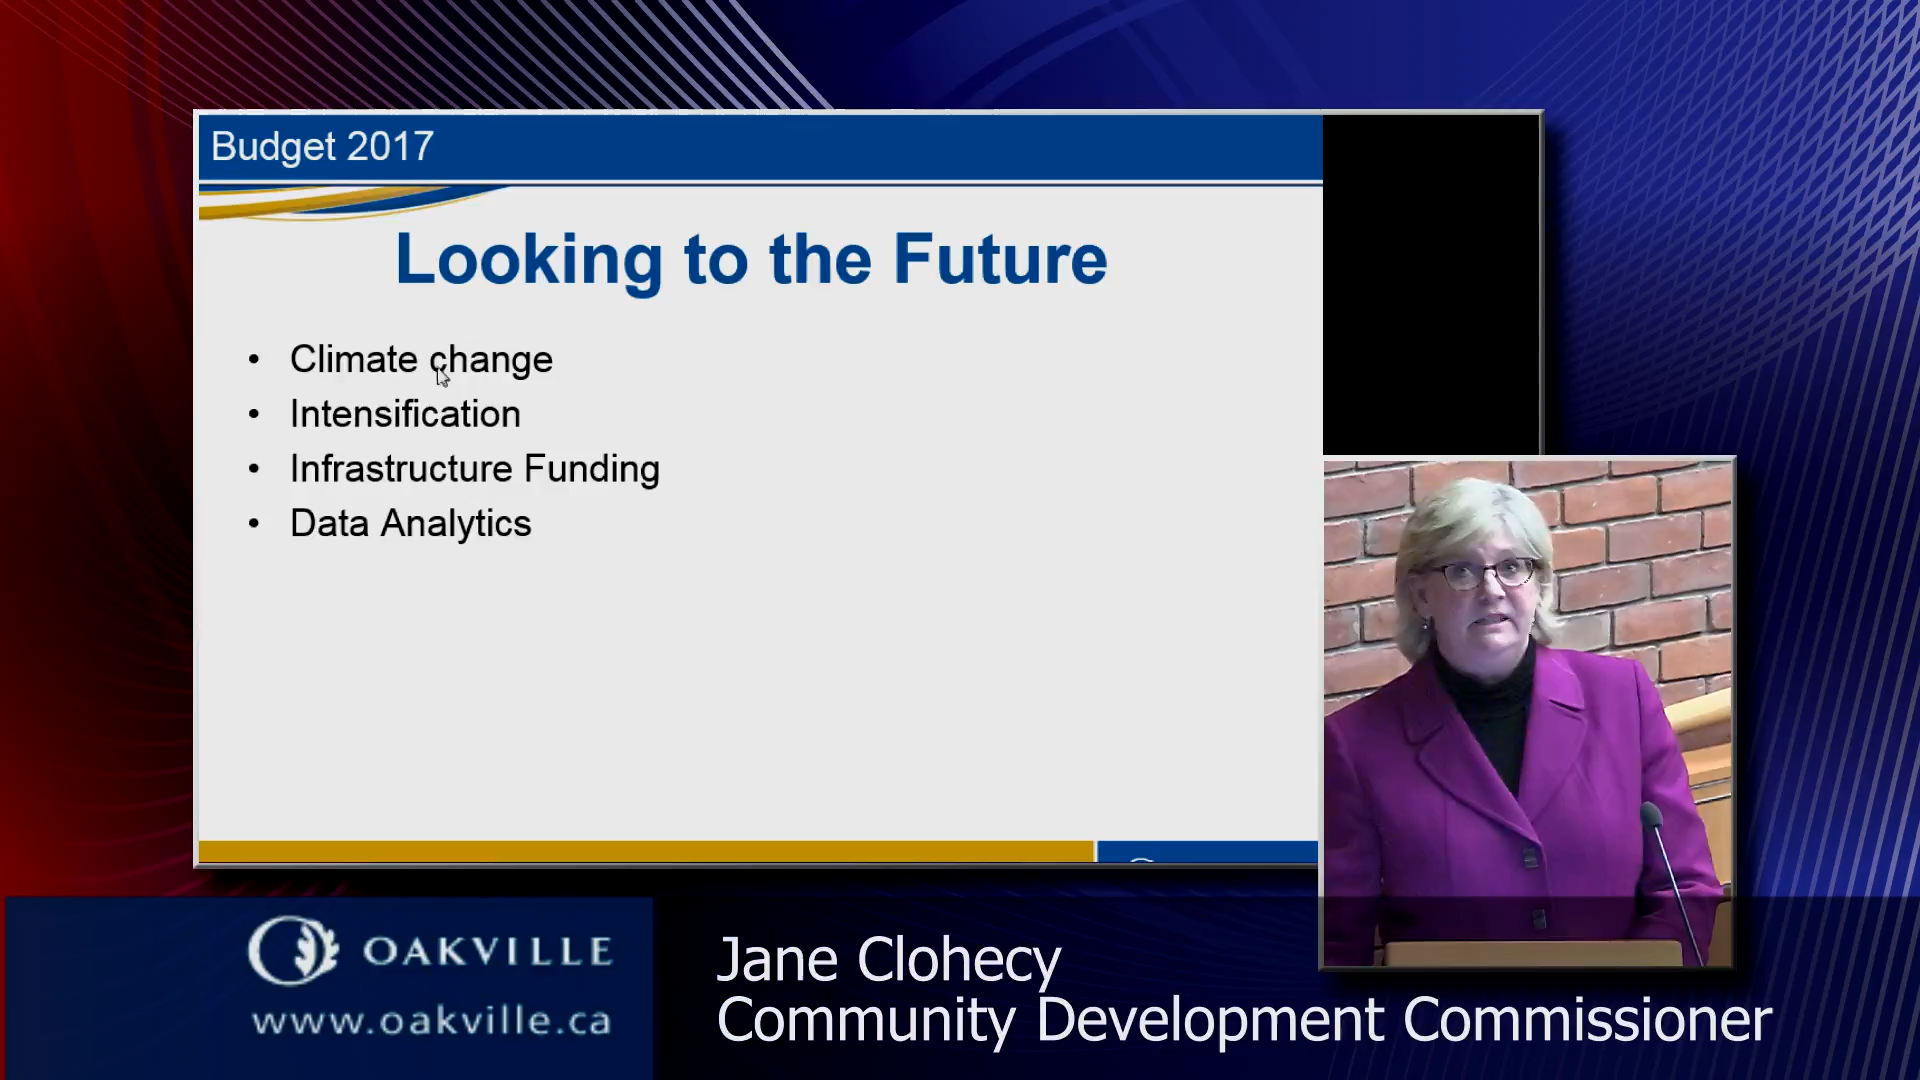 Budget 2017
Looking to the Future
• Climate change
• Intensification
• Infrastructure Funding
• Data Analytics
OAKVILLE
www.oakville.ca
Jane Clohecy
Community Development Commissioner